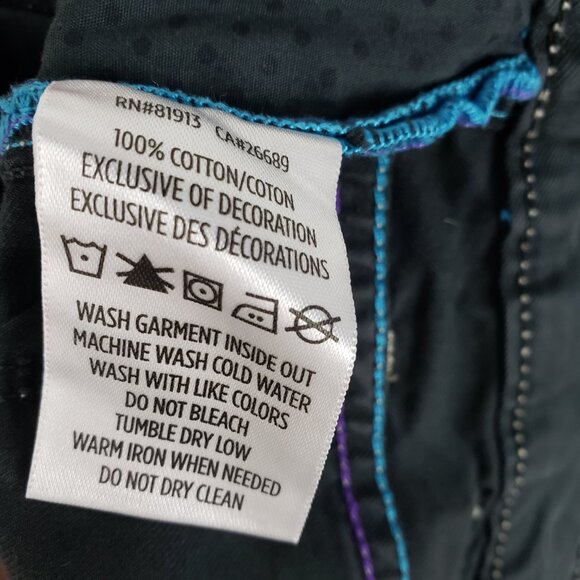 RN#81913 CA#26689
100% COTTON/COTON
EXCLUSIVE OF DECORATION
EXCLUSIVE DES DÉCORATIONS
WASH GARMENT INSIDE OUT
MACHINE WASH COLD WATER
WASH WITH LIKE COLORS
DO NOT BLEACH
TUMBLE DRY LOW
WARM IRON WHEN NEEDED
DO NOT DRY CLEAN